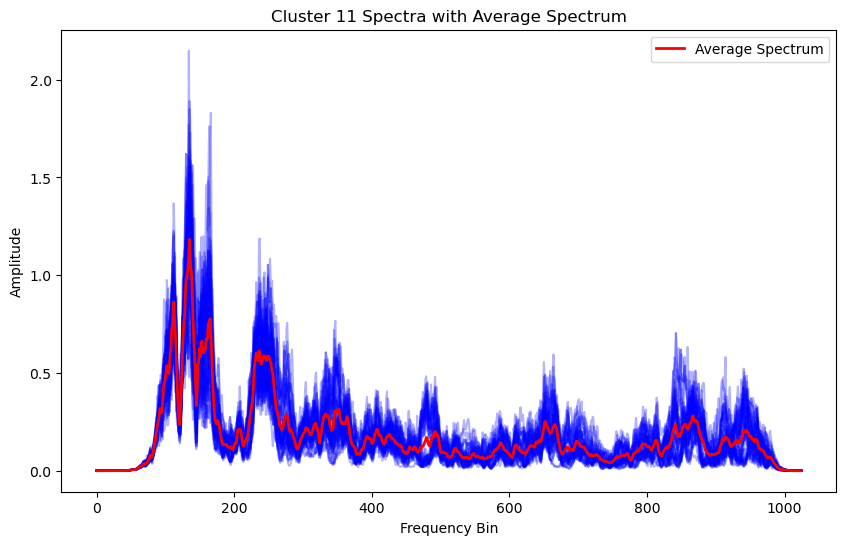 Cluster 11 Spectra with Average Spectrum
Average Spectrum
2.0
1.5
1.0
0.5
0.0
Amplitude
0 200 400 600 800 1000
Frequency Bin